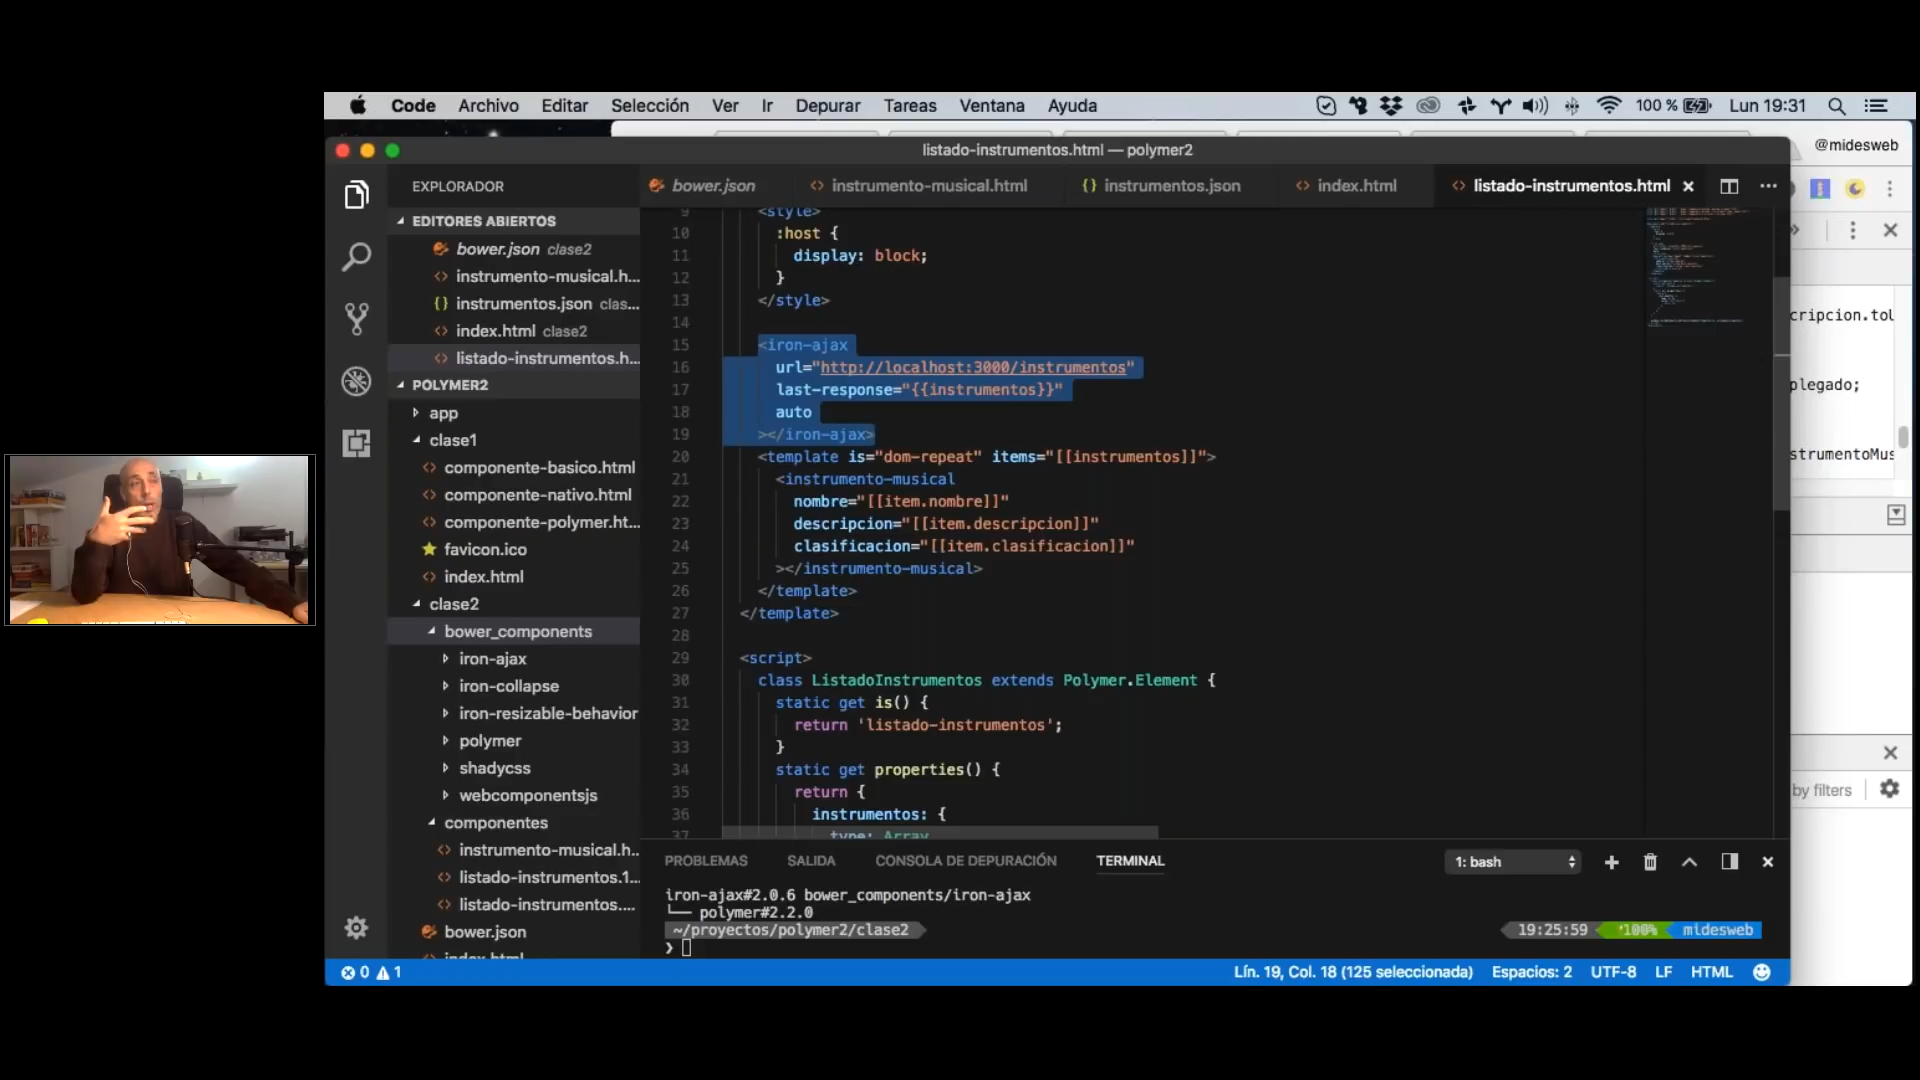 Code Archivo Editar Selección Ver Ir Depurar Tareas Ventana Ayuda 100 % Lun 19:31
@midesweb
listado-instrumentos.html — polymer2
EXPLORADOR
bower.json instrumento-musical.html {} instrumentos.json index.html listado-instrumentos.html
EDITORES ABIERTOS
bower.json clase2
instrumento-musical.h...
{} instrumentos.json clas...
index.html clase2
listado-instrumentos.h...
POLYMER2
app
clase1
componente-basico.html
componente-nativo.html
componente-polymer.ht...
favicon.ico
index.html
clase2
bower_components
iron-ajax
iron-collapse
iron-resizable-behavior
polymer
shadycss
webcomponentsjs
componentes
instrumento-musical.h...
listado-instrumentos.1...
listado-instrumentos....
bower.json
index.html
9 <style>
10 :host {
11 display: block;
12 }
13 </style>
14
15 <iron-ajax
16 url="http://localhost:3000/instrumentos"
17 last-response="{{instrumentos}}"
18 auto
19 ></iron-ajax>
20 <template is="dom-repeat" items="[[instrumentos]]">
21 <instrumento-musical
22 nombre="[[item.nombre]]"
23 descripcion="[[item.descripcion]]"
24 clasificacion="[[item.clasificacion]]"
25 ></instrumento-musical>
26 </template>
27 </template>
28
29 <script>
30 class ListadoInstrumentos extends Polymer.Element {
31 static get is() {
32 return 'listado-instrumentos';
33 }
34 static get properties() {
35 return {
36 instrumentos: {
37 type: Array
cripcion.toU
plegado;
strumentoMus
by filters
PROBLEMAS SALIDA CONSOLA DE DEPURACIÓN TERMINAL 1: bash
iron-ajax#2.0.6 bower_components/iron-ajax
└── polymer#2.2.0
~/proyectos/polymer2/clase2 19:25:59 100% midesweb
❯
0 1 Lín. 19, Col. 18 (125 seleccionada) Espacios: 2 UTF-8 LF HTML